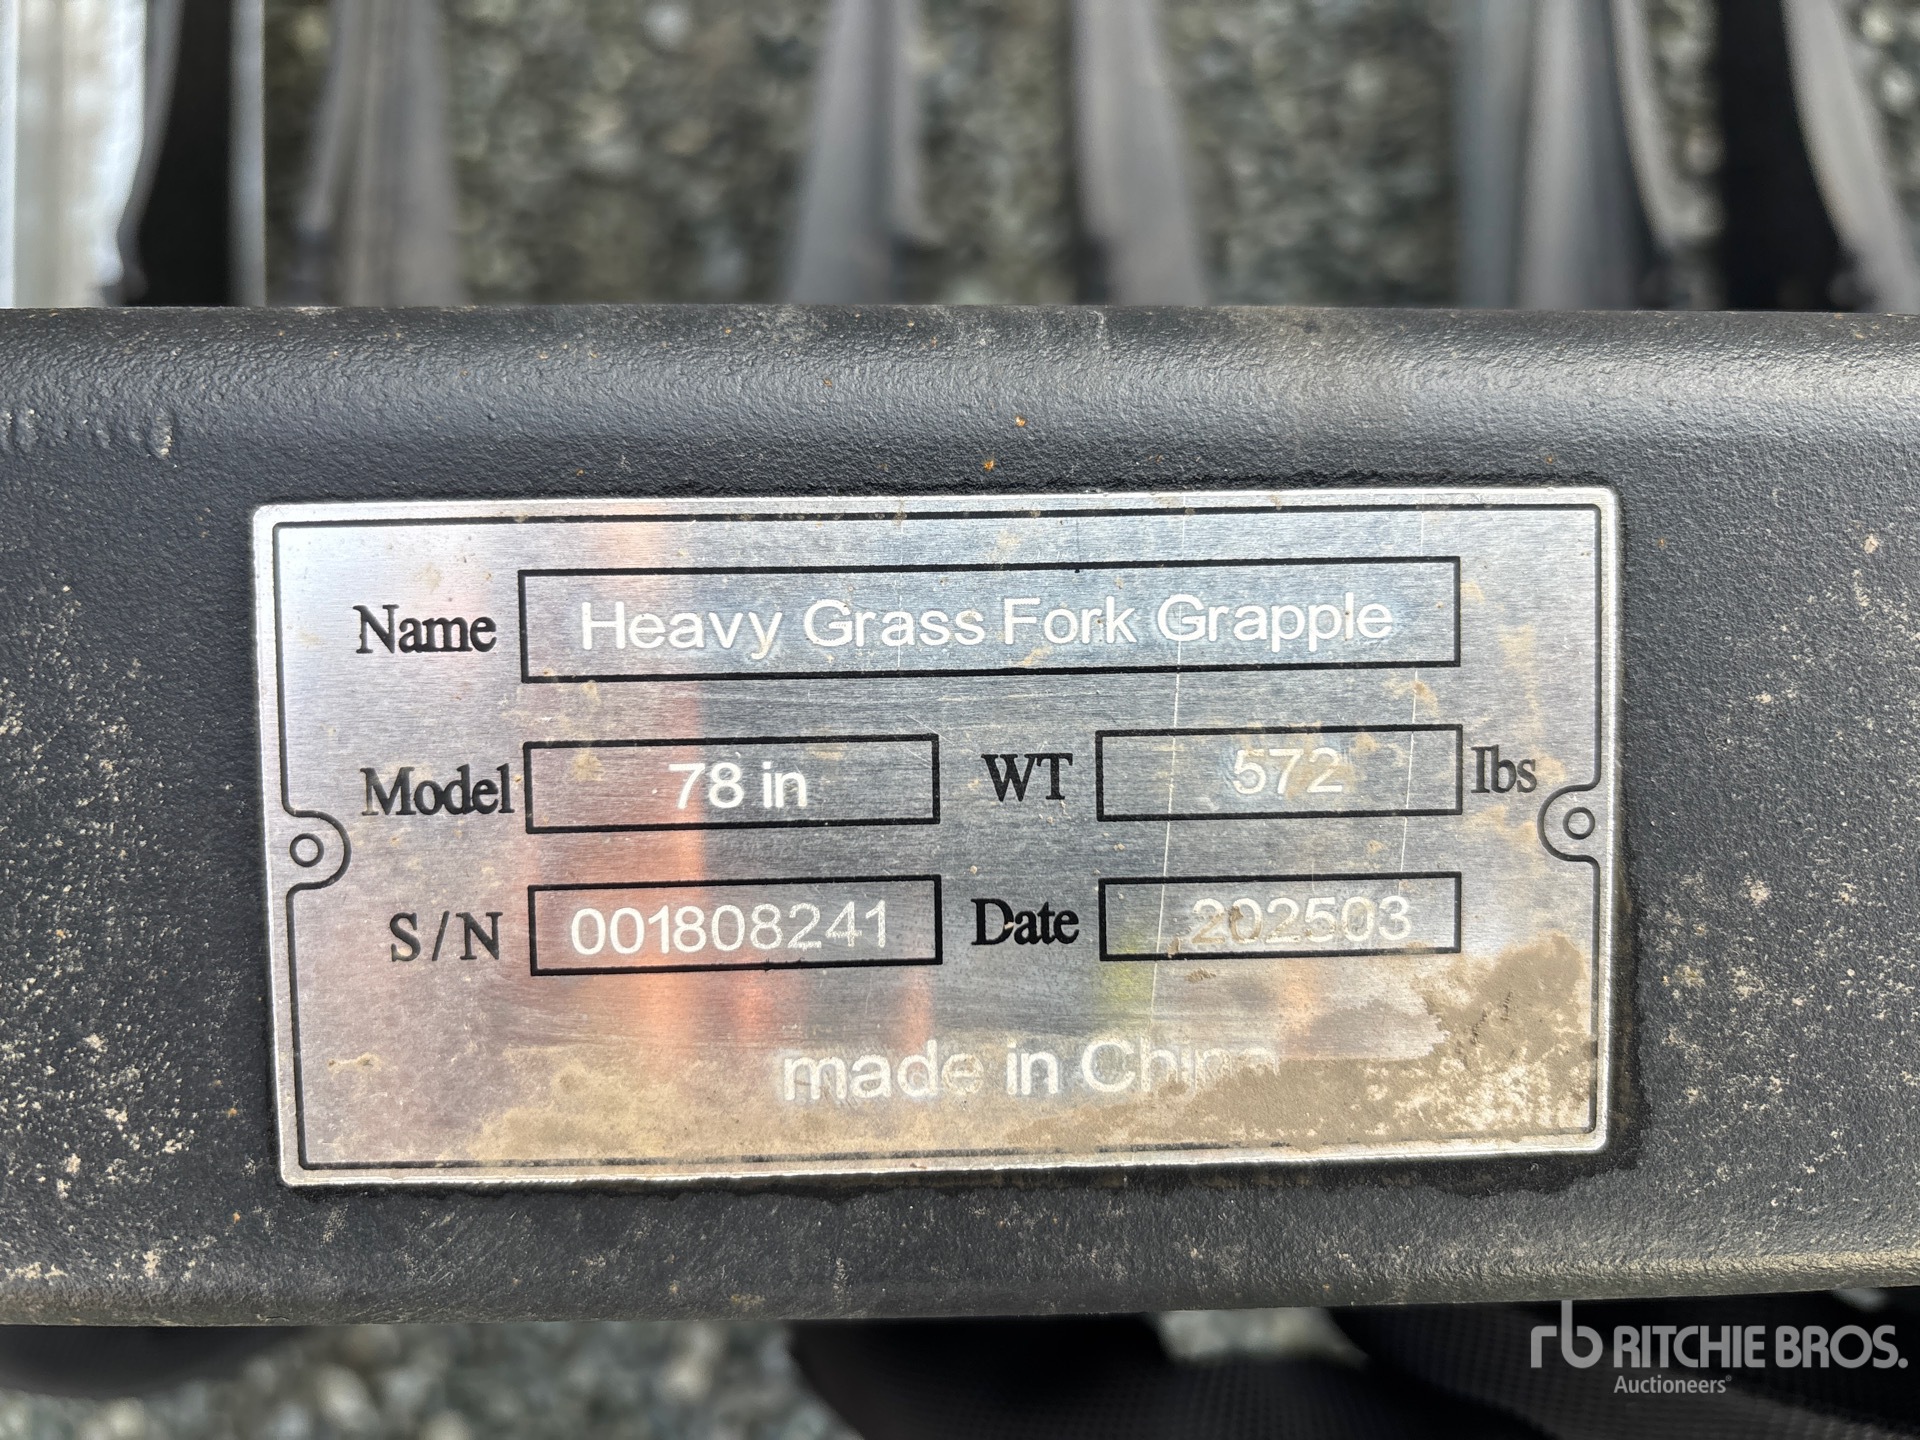 Name Heavy Grass Fork Grapple
Model 78 in WT 572 lbs
S/N 001808241 Date 202503
made in China
rb RITCHIE BROS.
Auctioneers®